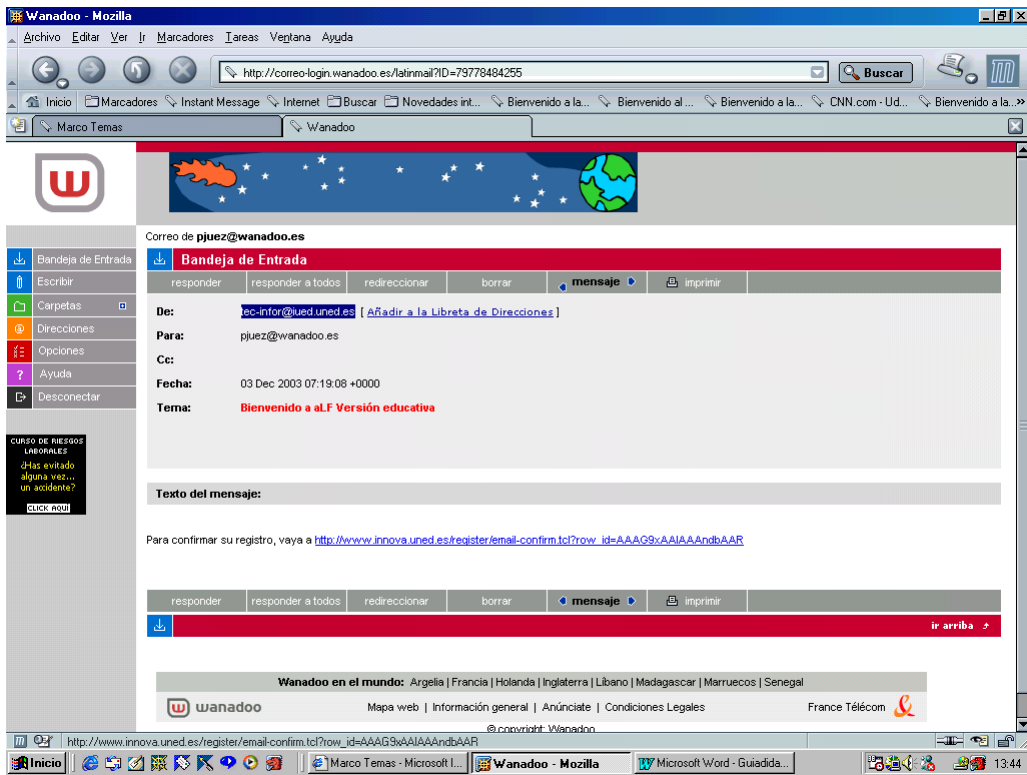 Wanadoo - Mozilla
Archivo Editar Ver Ir Marcadores Tareas Ventana Ayuda
http://correo-login.wanadoo.es/latinmail?ID=79778484255
Buscar
Inicio Marcadores Instant Message Internet Buscar Novedades int... Bienvenido a la... Bienvenido al ... Bienvenido a la... CNN.com - Ud... Bienvenido a la...
Marco Temas Wanadoo
Correo de pjuez@wanadoo.es
Bandeja de Entrada
Escribir
Carpetas
Direcciones
Opciones
Ayuda
Desconectar
CURSO DE RIESGOS
LABORALES
¿Has evitado
alguna vez...
un accidente?
CLICK AQUÍ
Bandeja de Entrada
responder responder a todos redireccionar borrar mensaje imprimir
De: tec-infor@iued.uned.es [ Añadir a la Libreta de Direcciones ]
Para: pjuez@wanadoo.es
Cc:
Fecha: 03 Dec 2003 07:19:08 +0000
Tema: Bienvenido a aLF Versión educativa
Texto del mensaje:
Para confirmar su registro, vaya a http://www.innova.uned.es/register/email-confirm.tcl?row_id=AAAG9xAAIAAAndbAAR
responder responder a todos redireccionar borrar mensaje imprimir
ir arriba
Wanadoo en el mundo: Argelia | Francia | Holanda | Inglaterra | Líbano | Madagascar | Marruecos | Senegal
wanadoo Mapa web | Información general | Anúnciate | Condiciones Legales France Télécom
© copyright: Wanadoo
http://www.innova.uned.es/register/email-confirm.tcl?row_id=AAAG9xAAIAAAndbAAR
Inicio Marco Temas - Microsoft I... Wanadoo - Mozilla Microsoft Word - Guiadida... 13:44